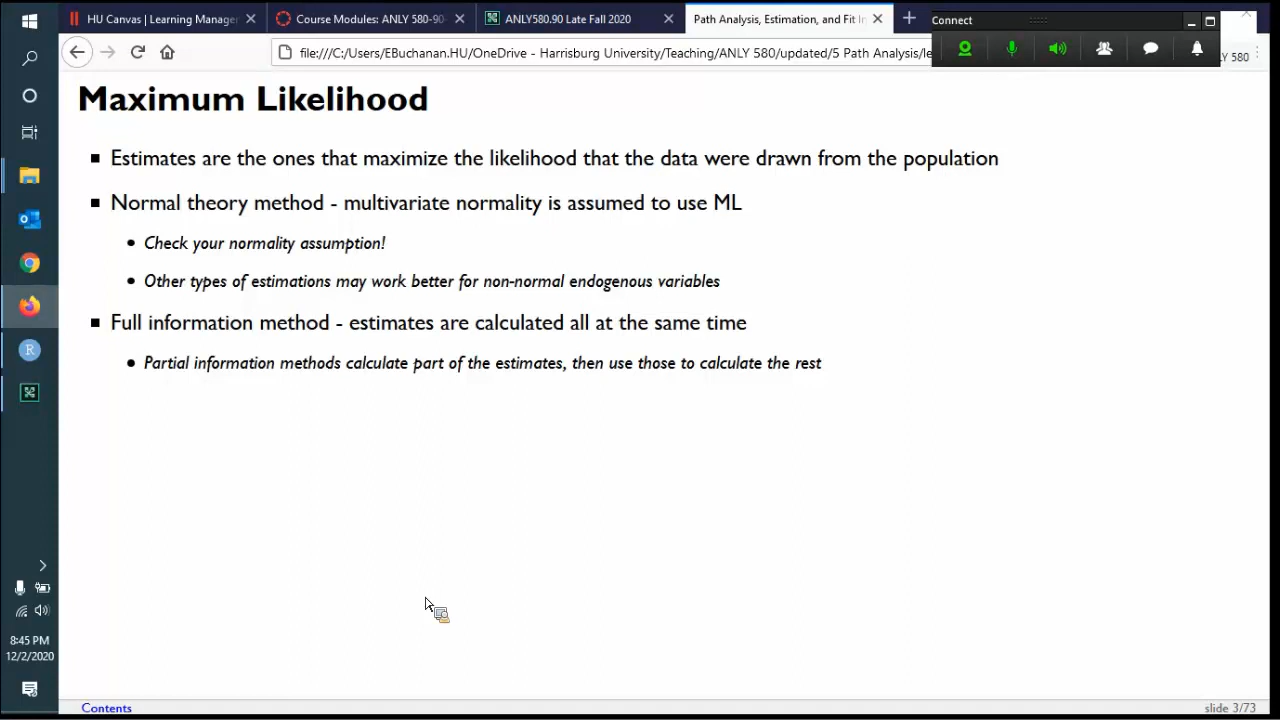 HU Canvas | Learning Manager
Course Modules: ANLY 580-90-
ANLY580.90 Late Fall 2020
Path Analysis, Estimation, and Fit In
Connect
file:///C:/Users/EBuchanan.HU/OneDrive - Harrisburg University/Teaching/ANLY 580/updated/5 Path Analysis/le
LY 580
Maximum Likelihood
Estimates are the ones that maximize the likelihood that the data were drawn from the population
Normal theory method - multivariate normality is assumed to use ML
Check your normality assumption!
Other types of estimations may work better for non-normal endogenous variables
Full information method - estimates are calculated all at the same time
Partial information methods calculate part of the estimates, then use those to calculate the rest
8:45 PM
12/2/2020
Contents
slide 3/73